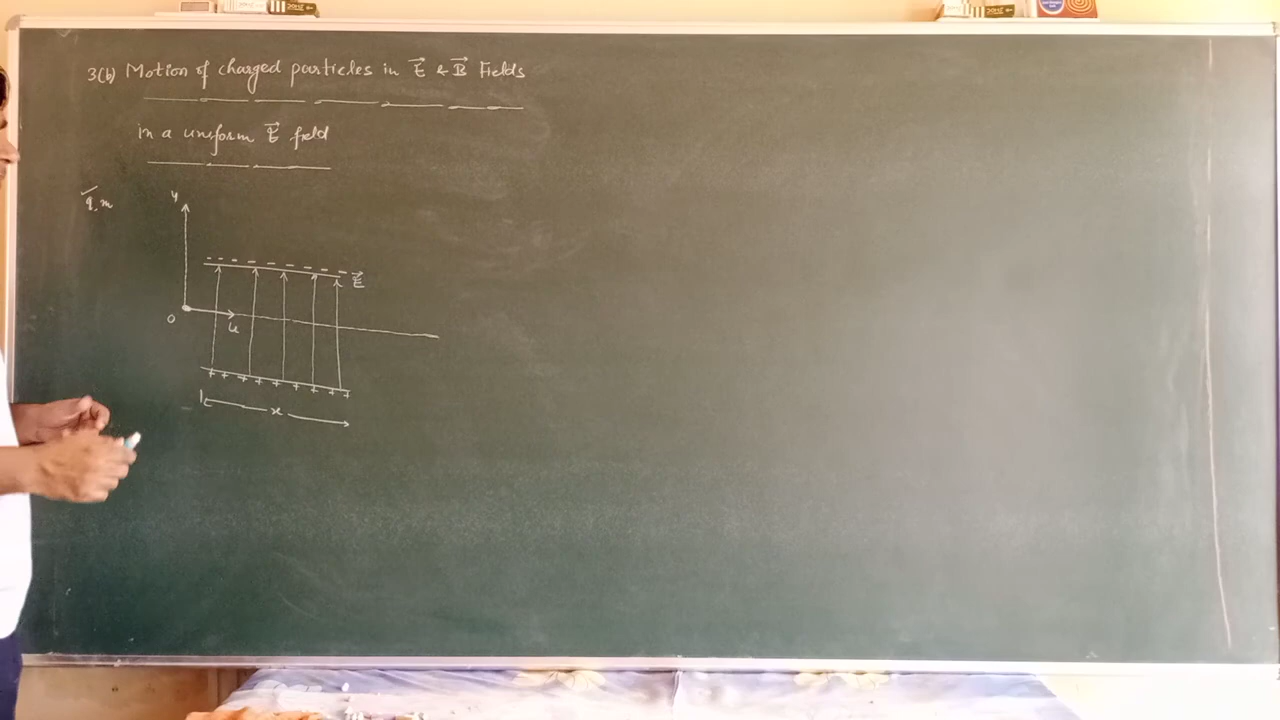 3(b) Motion of charged particles in E⃗ & B⃗ Fields
in a uniform E⃗ field
q, m
y
- - - - - - - - -
E⃗
O
u
+ + + + + + + + +
x